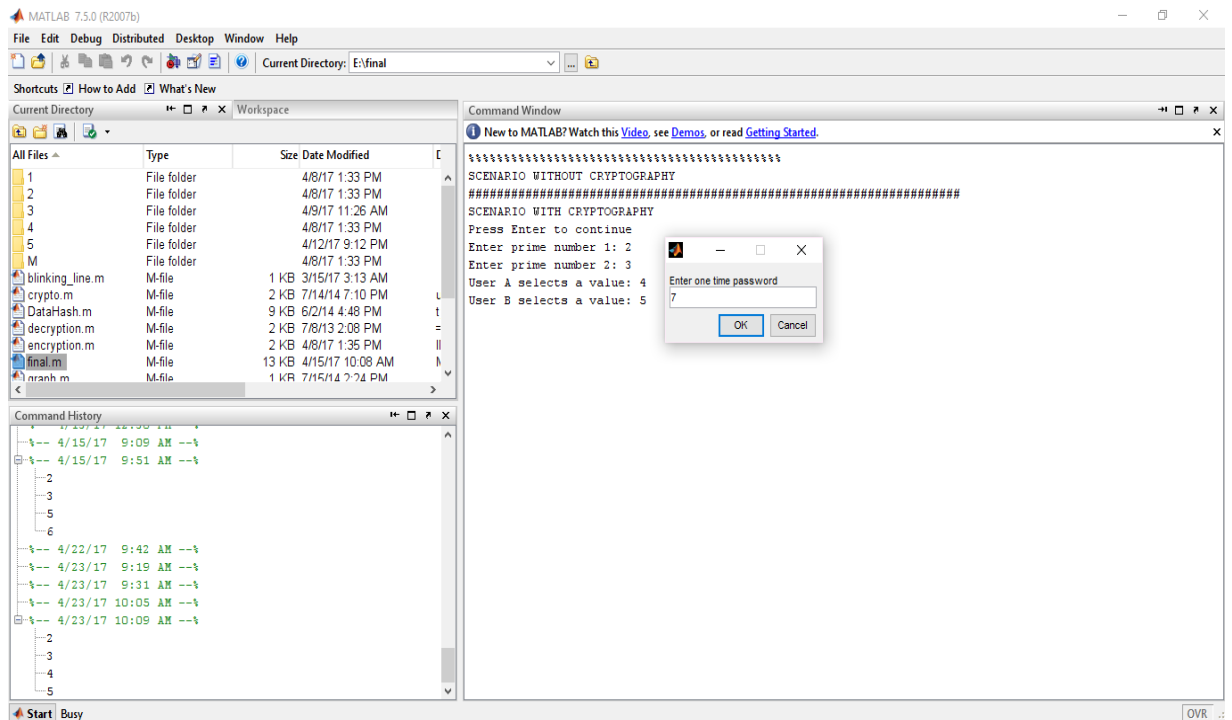 MATLAB 7.5.0 (R2007b)
File Edit Debug Distributed Desktop Window Help
Current Directory: E:\final
Shortcuts How to Add What's New
Current Directory
Workspace
All Files Type Size Date Modified
1 File folder 4/8/17 1:33 PM
2 File folder 4/8/17 1:33 PM
3 File folder 4/9/17 11:26 AM
4 File folder 4/8/17 1:33 PM
5 File folder 4/12/17 9:12 PM
M File folder 4/8/17 1:33 PM
blinking_line.m M-file 1 KB 3/15/17 3:13 AM
crypto.m M-file 2 KB 7/14/14 7:10 PM
DataHash.m M-file 9 KB 6/2/14 4:48 PM
decryption.m M-file 2 KB 7/8/13 2:08 PM
encryption.m M-file 2 KB 4/8/17 1:35 PM
final.m M-file 13 KB 4/15/17 10:08 AM
graph.m M-file 1 KB 7/15/14 2:24 PM
Command History
%-- 4/15/17 9:09 AM --%
%-- 4/15/17 9:51 AM --%
2
3
5
6
%-- 4/22/17 9:42 AM --%
%-- 4/23/17 9:19 AM --%
%-- 4/23/17 9:31 AM --%
%-- 4/23/17 10:05 AM --%
%-- 4/23/17 10:09 AM --%
2
3
4
5
Command Window
New to MATLAB? Watch this Video, see Demos, or read Getting Started.
%%%%%%%%%%%%%%%%%%%%%%%%%%%%%%%%%%%%%%%%%%%%
SCENARIO WITHOUT CRYPTOGRAPHY
#####################################################################
SCENARIO WITH CRYPTOGRAPHY
Press Enter to continue
Enter prime number 1: 2
Enter prime number 2: 3
User A selects a value: 4
User B selects a value: 5
Enter one time password
7
OK Cancel
Start Busy
OVR